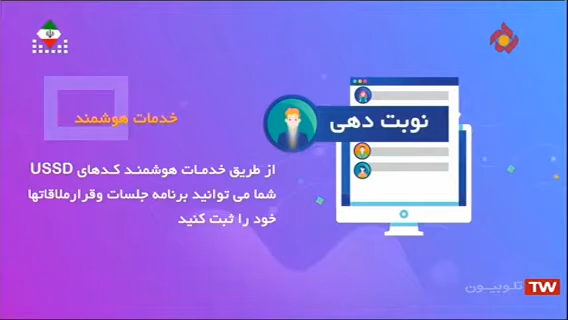 نوبت دهی
خدمات هوشمند
از طریق خدمات هوشمند کدهای USSD
شما می توانید برنامه جلسات وقرارملاقاتها
خود را ثبت کنید
تلوبیـون TW